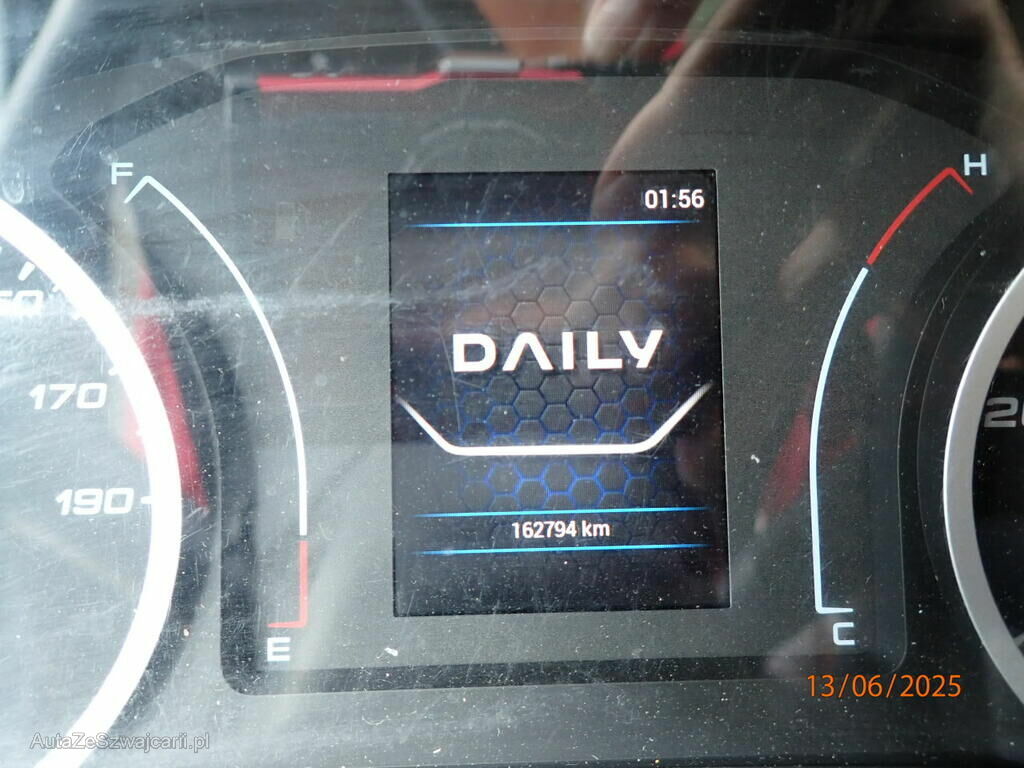 F
H
01:56
170
DAILY
190
162794 km
E
C
13/06/2025
AutaZeSzwajcarii.pl